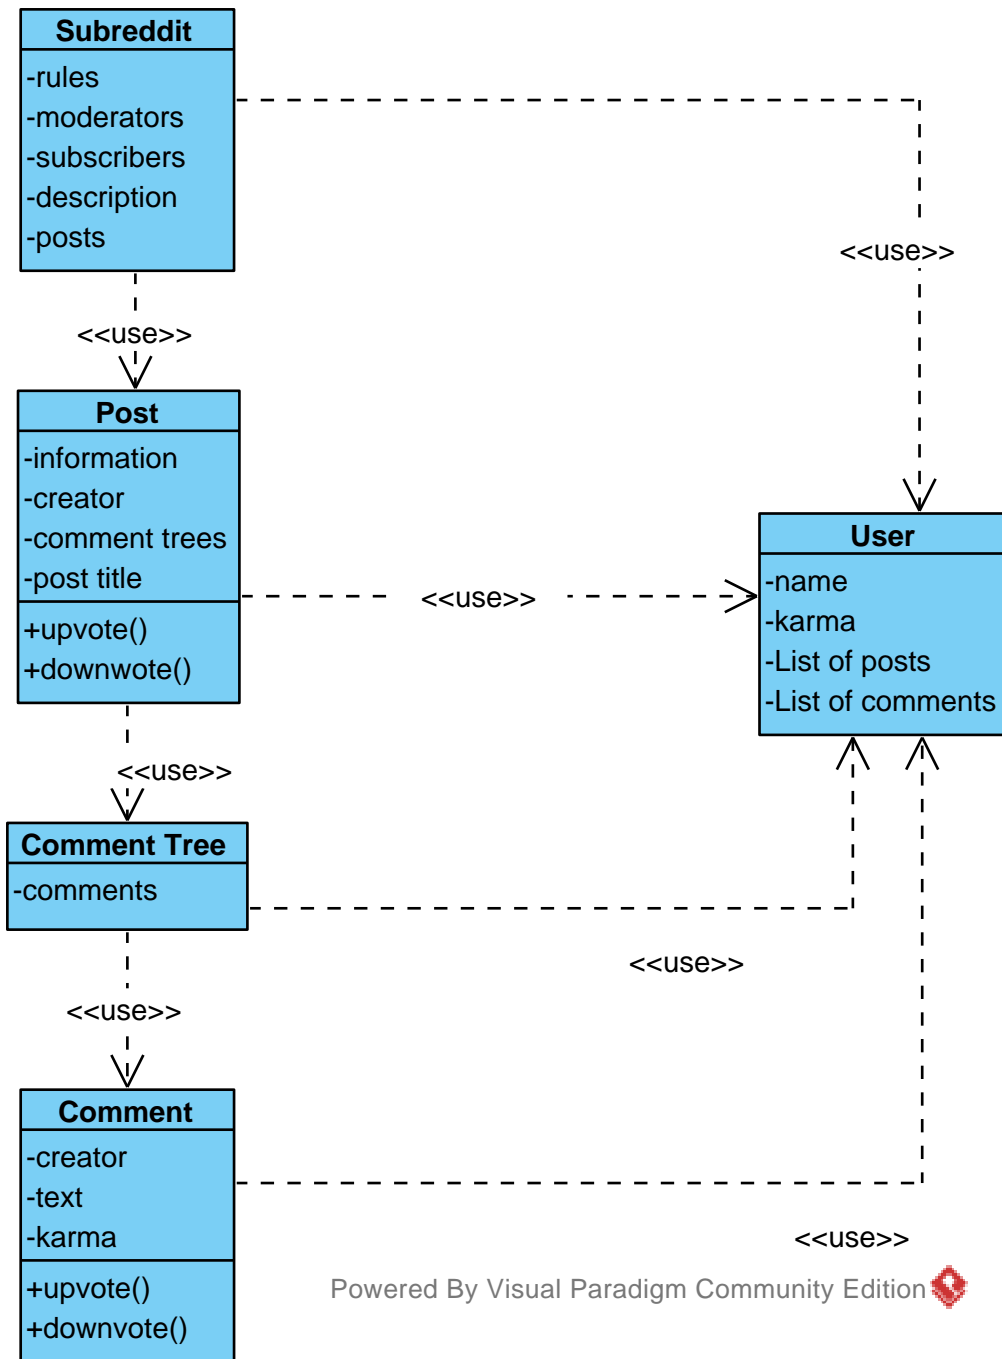 Subreddit
-rules
-moderators
-subscribers
-description
-posts
<<use>>
<<use>>
Post
-information
-creator
-comment trees
-post title
+upvote()
+downwote()
<<use>>
User
-name
-karma
-List of posts
-List of comments
<<use>>
Comment Tree
-comments
<<use>>
<<use>>
Comment
-creator
-text
-karma
+upvote()
+downvote()
<<use>>
Powered By Visual Paradigm Community Edition